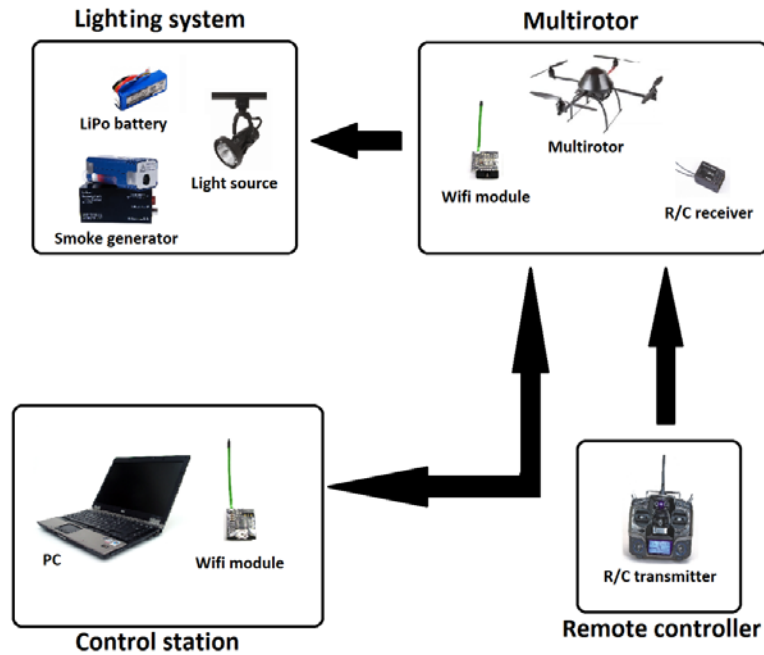 Lighting system
Multirotor
LiPo battery
Light source
Smoke generator
Multirotor
Wifi module
R/C receiver
PC
Wifi module
R/C transmitter
Control station
Remote controller